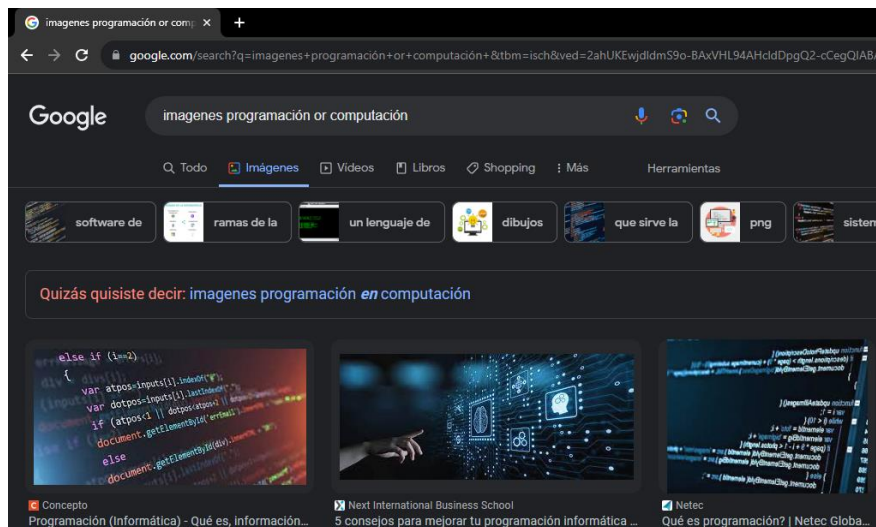 imagenes programación or comp
google.com/search?q=imagenes+programación+or+computación+&tbm=isch&ved=2ahUKEwjdldmS9o-BAxVHL94AHcldDpgQ2-cCegQIABA
Google
imagenes programación or computación
Todo Imágenes Vídeos Libros Shopping Más Herramientas
software de ramas de la un lenguaje de dibujos que sirve la png sistem
Quizás quisiste decir: imagenes programación en computación
else if (i==2)
{
var atpos=inputs[i].indexOf("@");
var dotpos=inputs[i].lastIndexOf(".");
if (atpos<1 || dotpos<atpos+2
document.getElementById('errEmail')
else
document.getElementById(div).
Concepto
Programación (Informática) - Qué es, información...
Next International Business School
5 consejos para mejorar tu programación informática ...
Netec
Qué es programación? | Netec Globa...